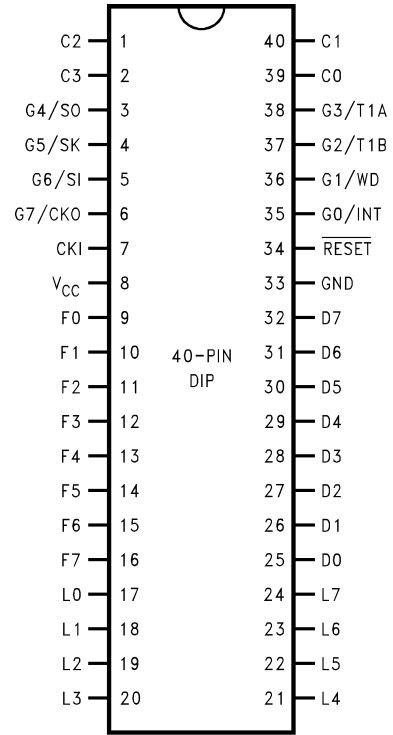 C2 1 40 C1
C3 2 39 C0
G4/SO 3 38 G3/T1A
G5/SK 4 37 G2/T1B
G6/SI 5 36 G1/WD
G7/CKO 6 35 G0/INT
CKI 7 34 RESET
VCC 8 33 GND
F0 9 32 D7
F1 10 31 D6
40-PIN
DIP
F2 11 30 D5
F3 12 29 D4
F4 13 28 D3
F5 14 27 D2
F6 15 26 D1
F7 16 25 D0
L0 17 24 L7
L1 18 23 L6
L2 19 22 L5
L3 20 21 L4